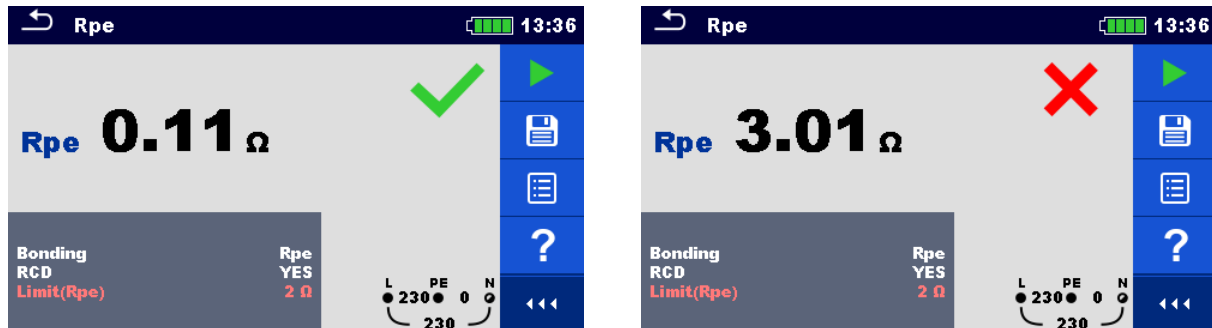 Rpe 13:36
Rpe 0.11 Ω
Bonding Rpe
RCD YES
Limit(Rpe) 2 Ω
?
L PE N
230 0
230
Rpe 13:36
Rpe 3.01 Ω
Bonding Rpe
RCD YES
Limit(Rpe) 2 Ω
?
L PE N
230 0
230